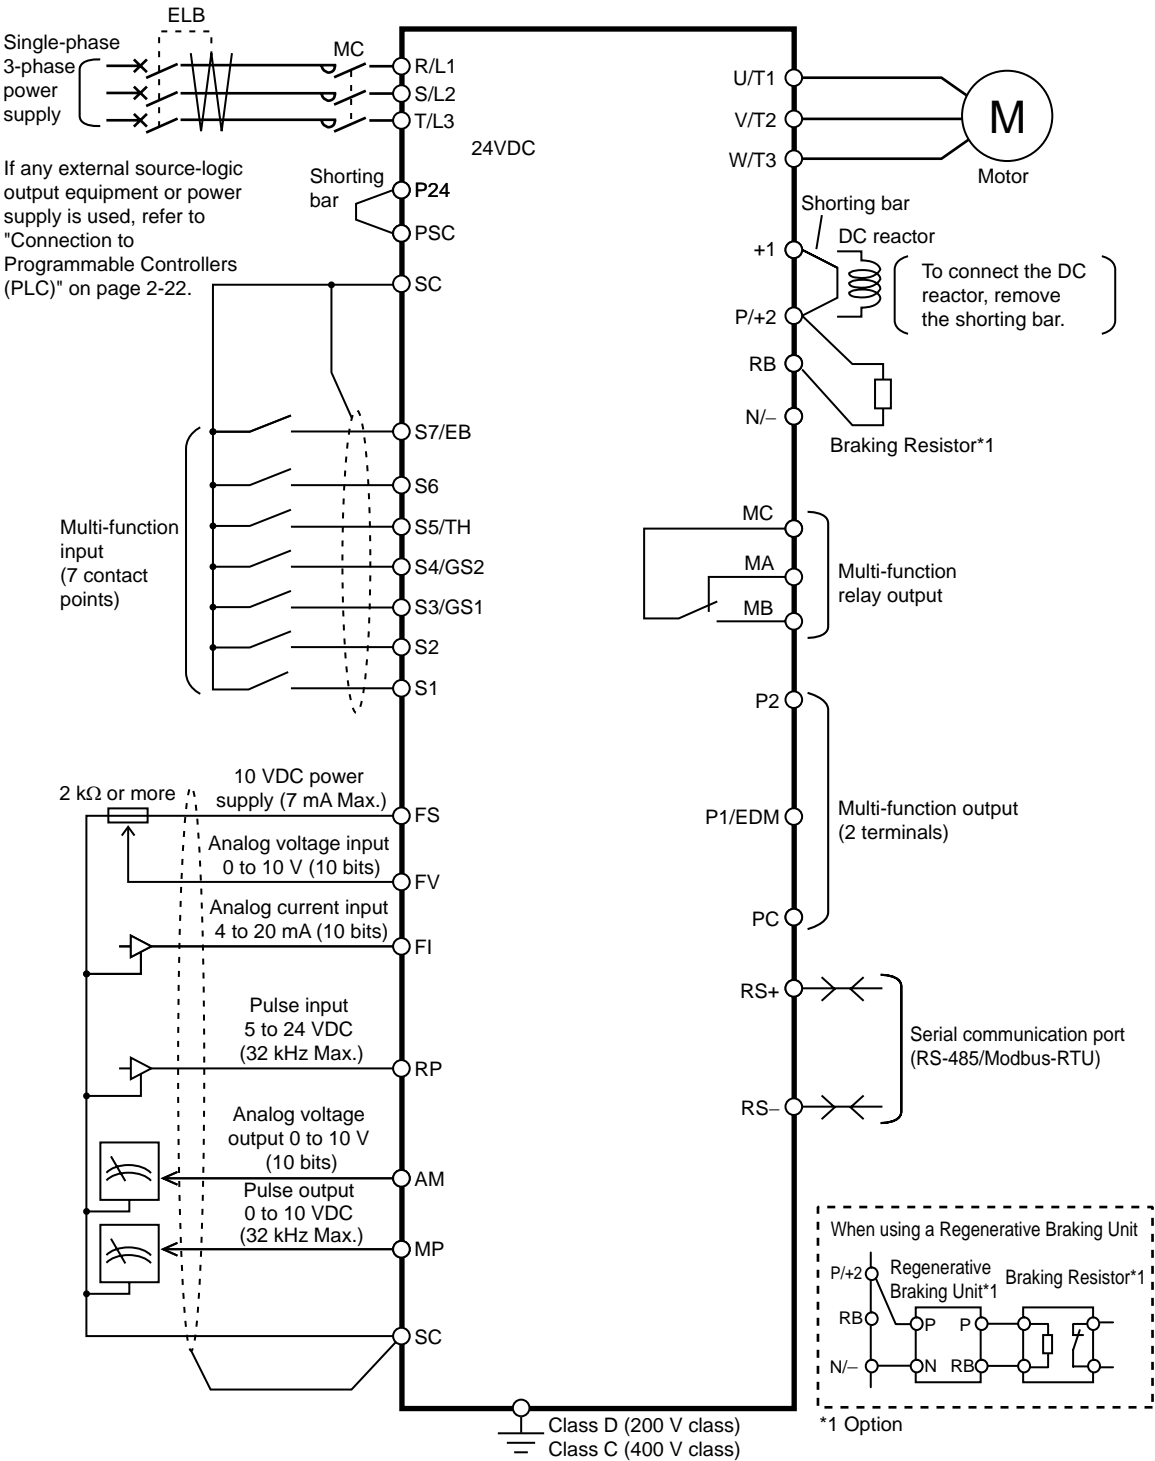 ELB
Single-phase
3-phase
power
supply
MC
R/L1
S/L2
T/L3
24VDC
If any external source-logic
output equipment or power
supply is used, refer to
"Connection to
Programmable Controllers
(PLC)" on page 2-22.
Shorting
bar
P24
PSC
SC
S7/EB
S6
S5/TH
S4/GS2
S3/GS1
S2
S1
Multi-function
input
(7 contact
points)
2 kΩ or more
10 VDC power
supply (7 mA Max.)
FS
Analog voltage input
0 to 10 V (10 bits)
FV
Analog current input
4 to 20 mA (10 bits)
FI
Pulse input
5 to 24 VDC
(32 kHz Max.)
RP
Analog voltage
output 0 to 10 V
(10 bits)
AM
Pulse output
0 to 10 VDC
(32 kHz Max.)
MP
SC
Class D (200 V class)
Class C (400 V class)
U/T1
V/T2
W/T3
M
Motor
Shorting bar
+1
DC reactor
To connect the DC
reactor, remove
the shorting bar.
P/+2
RB
N/–
Braking Resistor*1
MC
MA
MB
Multi-function
relay output
P2
P1/EDM
PC
Multi-function output
(2 terminals)
RS+
RS–
Serial communication port
(RS-485/Modbus-RTU)
When using a Regenerative Braking Unit
P/+2
Regenerative
Braking Unit*1
Braking Resistor*1
RB
P
P
N/–
N
RB
*1 Option